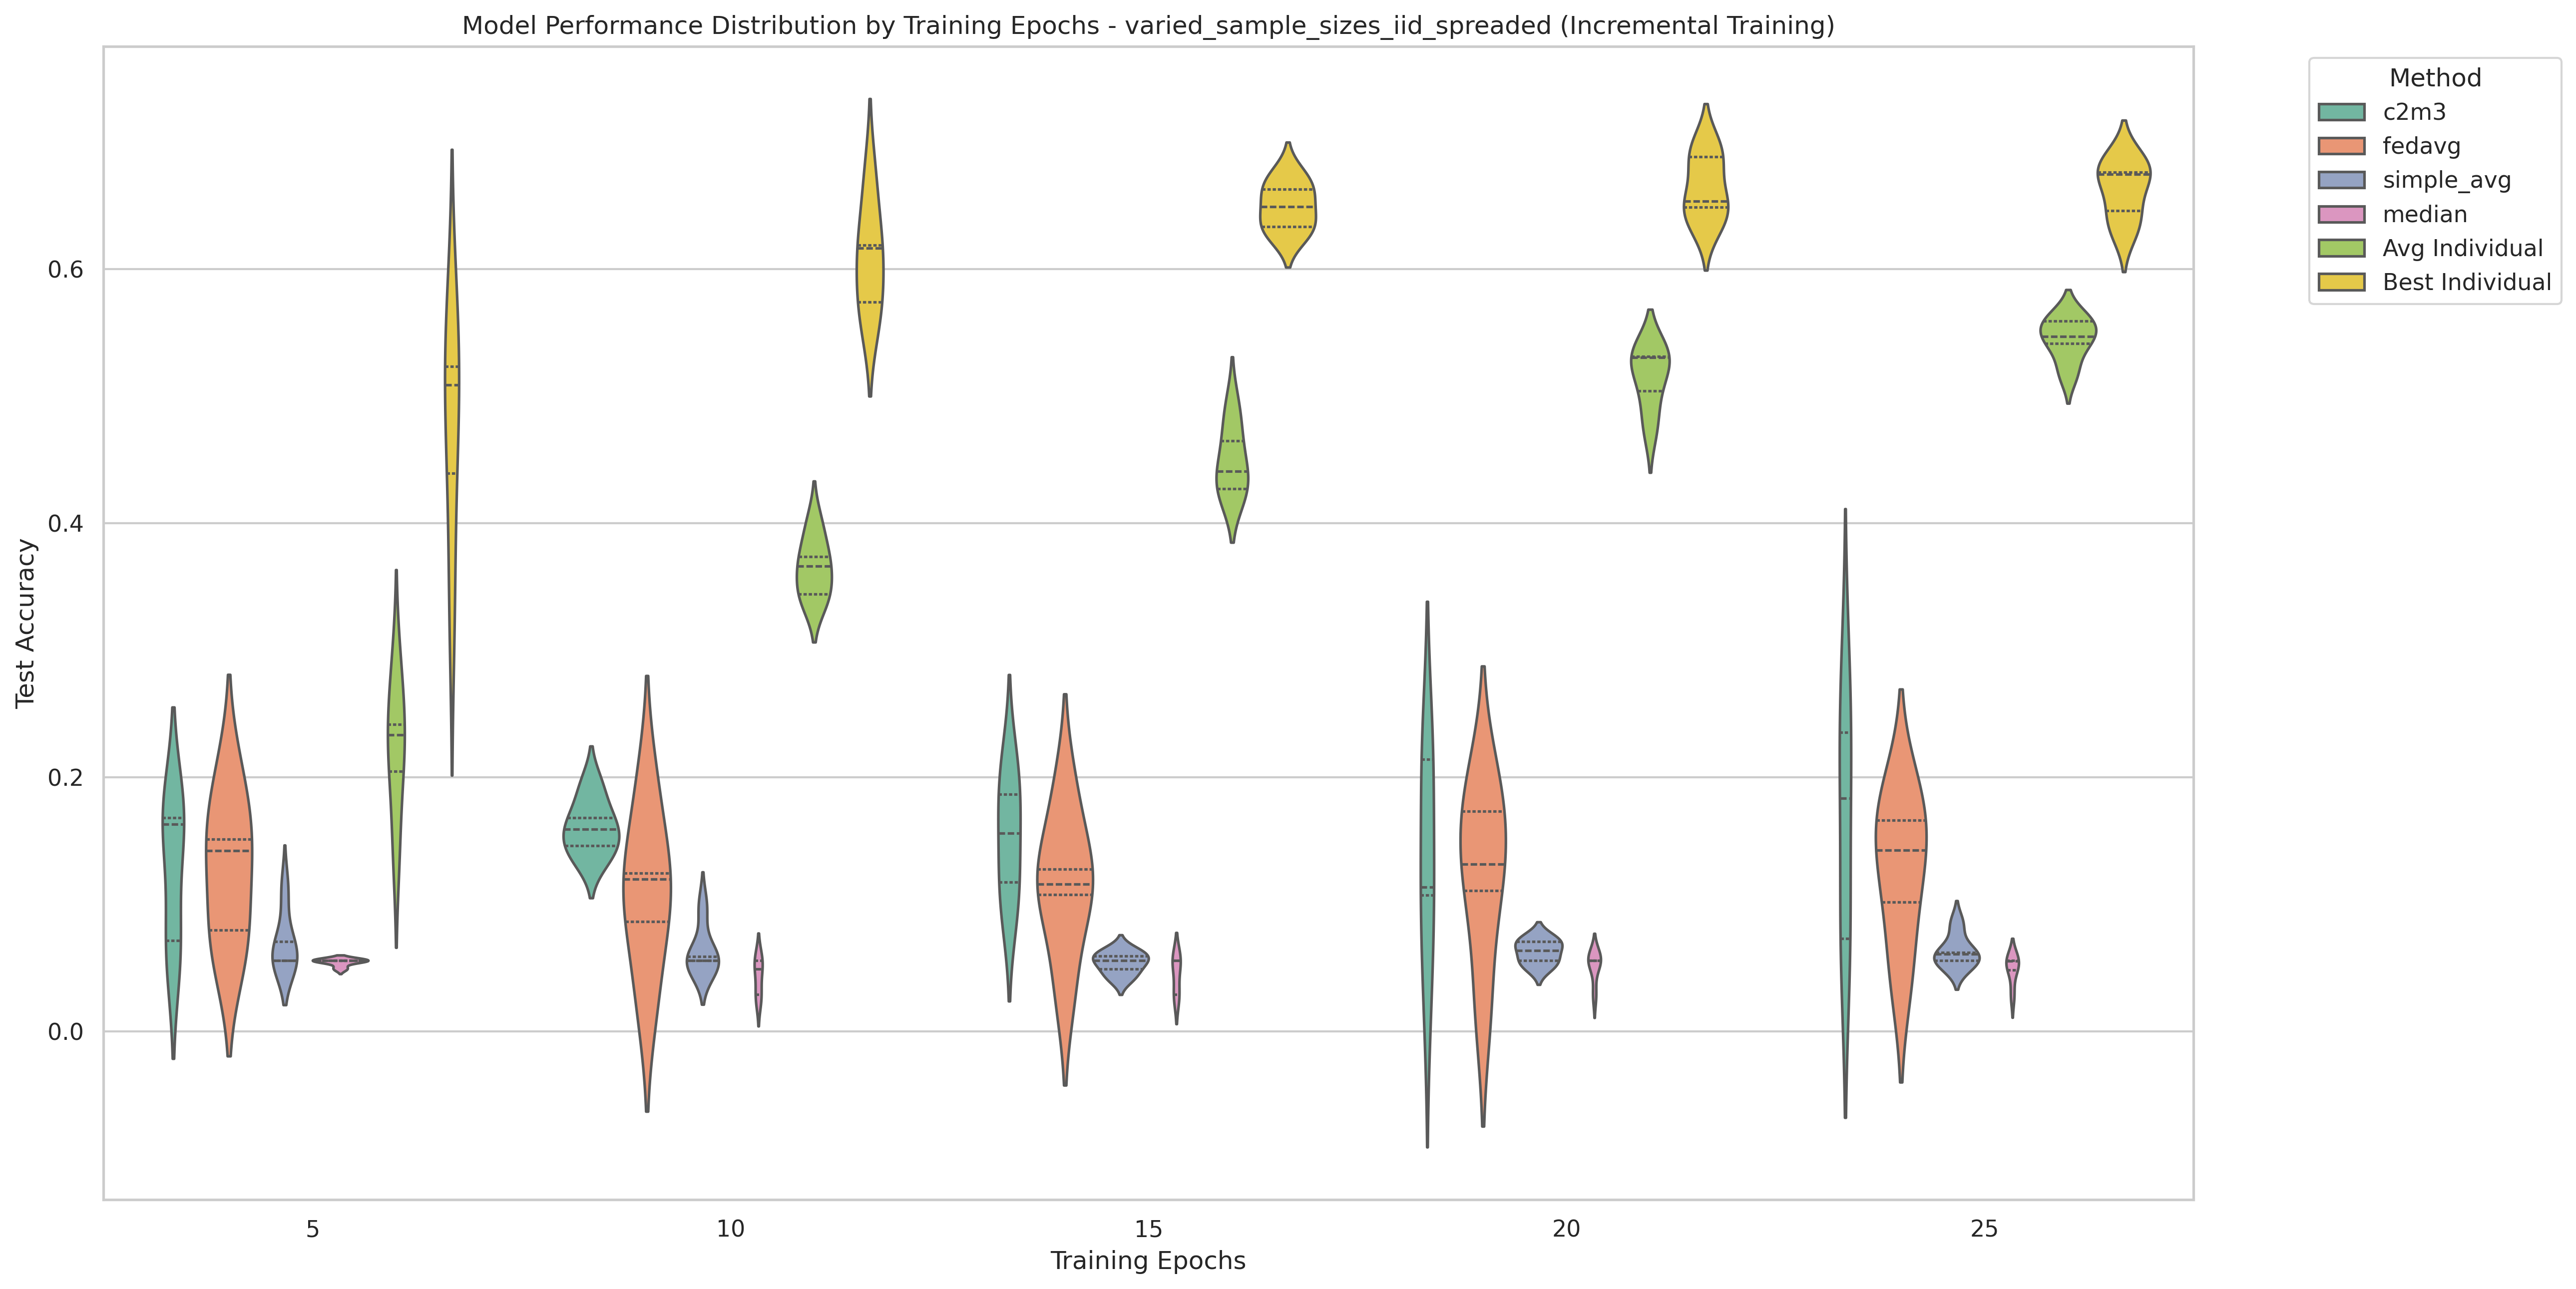 Model Performance Distribution by Training Epochs - varied_sample_sizes_iid_spreaded (Incremental Training)
Method
c2m3
fedavg
simple_avg
median
Avg Individual
Best Individual
Test Accuracy
0.6
0.4
0.2
0.0
5 10 15 20 25
Training Epochs